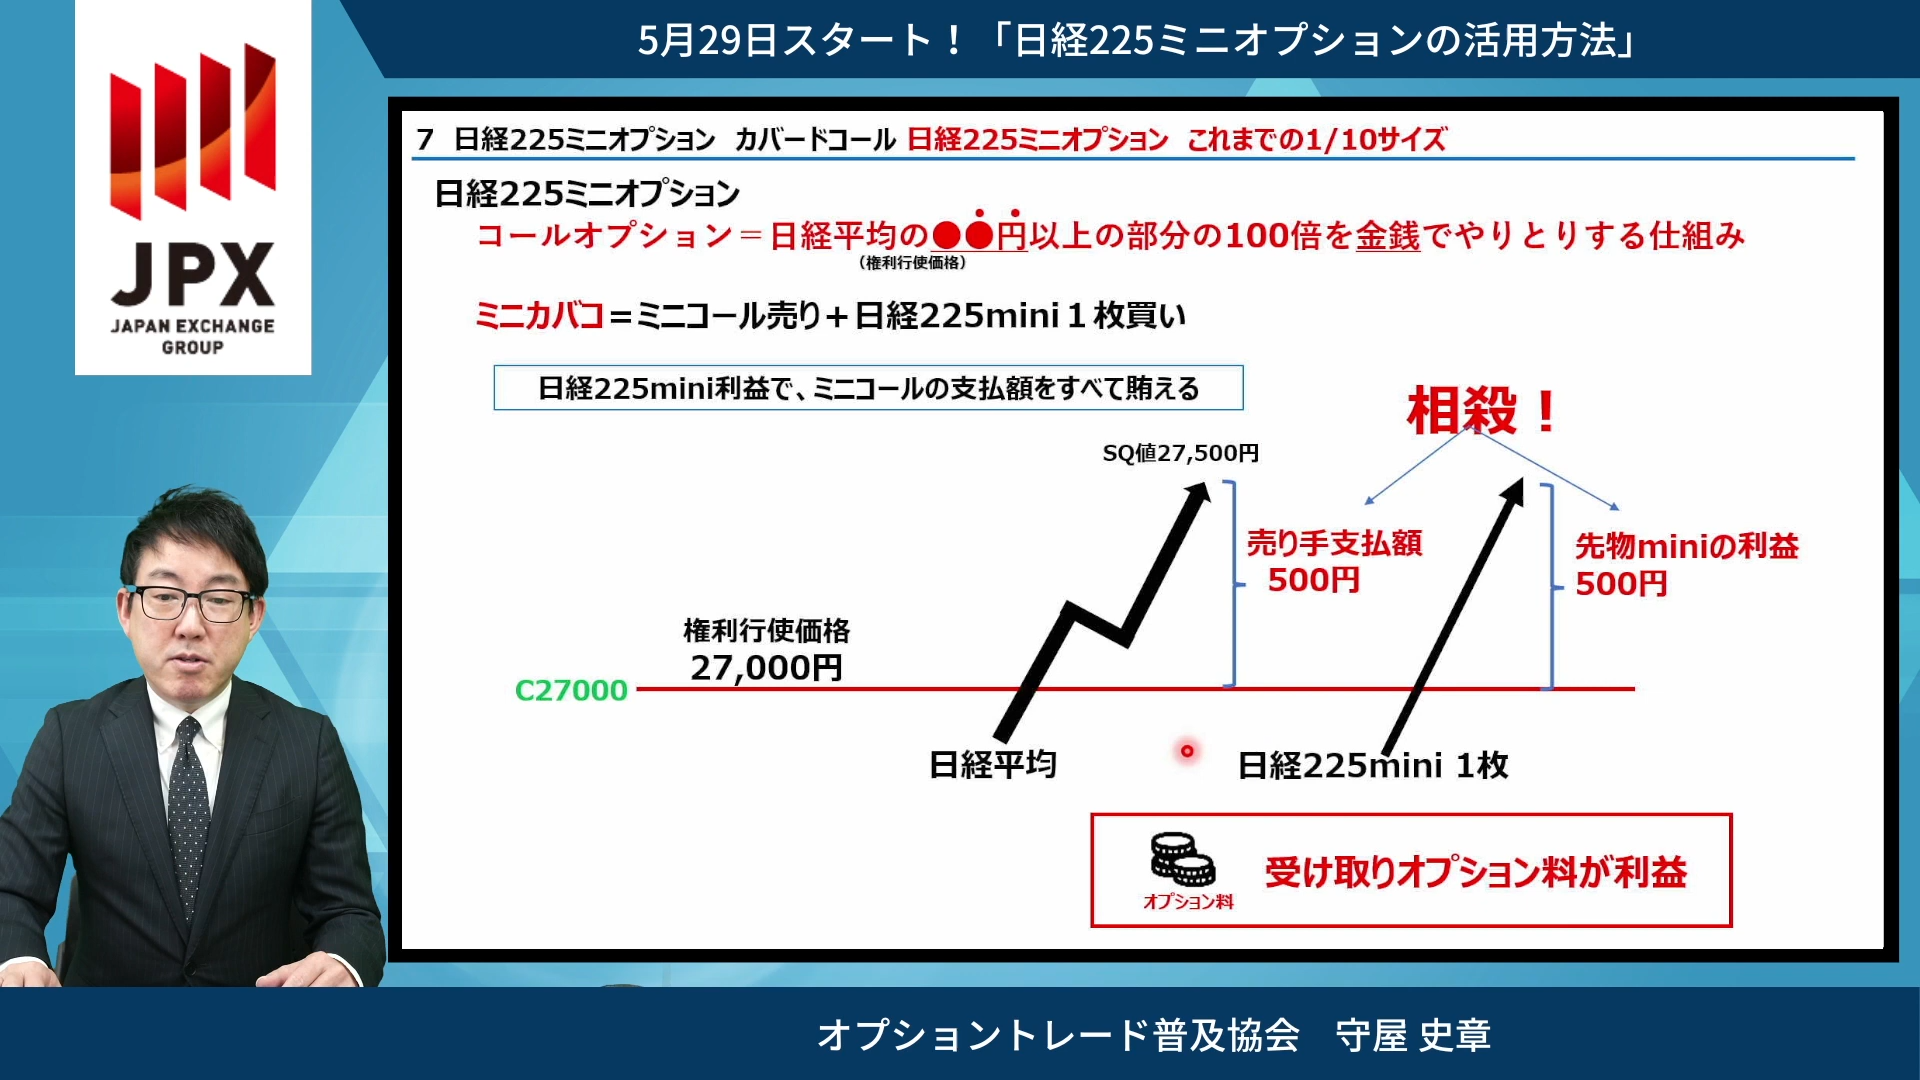 5月29日スタート！「日経225ミニオプションの活用方法」
JPX
JAPAN EXCHANGE
GROUP
7 日経225ミニオプション カバードコール 日経225ミニオプション これまでの1/10サイズ
日経225ミニオプション
コールオプション＝日経平均の●●円以上の部分の100倍を金銭でやりとりする仕組み
（権利行使価格）
ミニカバコ＝ミニコール売り＋日経225mini１枚買い
日経225mini利益で、ミニコールの支払額をすべて賄える
相殺！
SQ値27,500円
売り手支払額
500円
先物miniの利益
500円
権利行使価格
27,000円
C27000
日経平均
日経225mini 1枚
オプション料
受け取りオプション料が利益
オプショントレード普及協会 守屋 史章